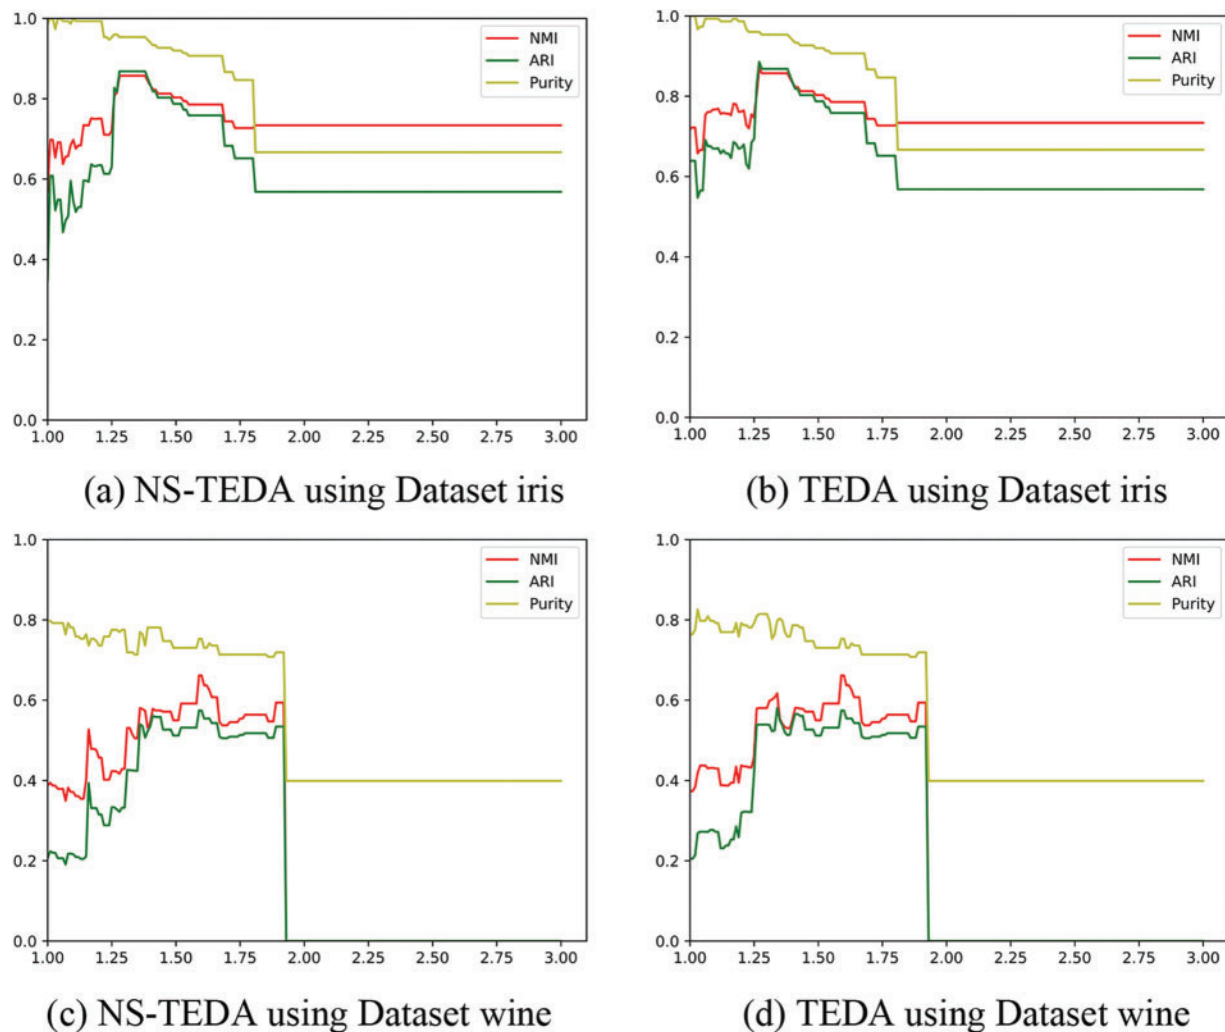 1.0
0.8
0.6
0.4
0.2
0.0
1.00 1.25 1.50 1.75 2.00 2.25 2.50 2.75 3.00
NMI
ARI
Purity
(a) NS-TEDA using Dataset iris
1.0
0.8
0.6
0.4
0.2
0.0
1.00 1.25 1.50 1.75 2.00 2.25 2.50 2.75 3.00
NMI
ARI
Purity
(b) TEDA using Dataset iris
1.0
0.8
0.6
0.4
0.2
0.0
1.00 1.25 1.50 1.75 2.00 2.25 2.50 2.75 3.00
NMI
ARI
Purity
(c) NS-TEDA using Dataset wine
1.0
0.8
0.6
0.4
0.2
0.0
1.00 1.25 1.50 1.75 2.00 2.25 2.50 2.75 3.00
NMI
ARI
Purity
(d) TEDA using Dataset wine